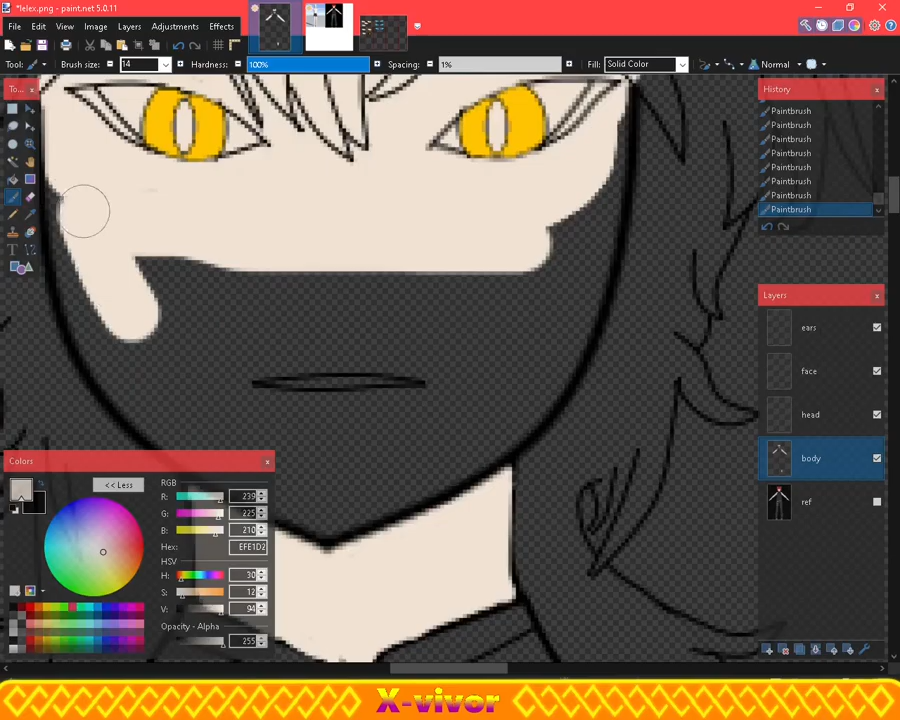 *lelex.png - paint.net 5.0.11
File Edit View Image Layers Adjustments Effects
Tool: Brush size: 14 Hardness: 100% Spacing: 1% Fill: Solid Color Normal
To...
History
Paintbrush
Paintbrush
Paintbrush
Paintbrush
Paintbrush
Paintbrush
Paintbrush
Paintbrush
Layers
ears
face
head
body
ref
Colors
<< Less
RGB
R: 239
G: 225
B: 210
Hex: EFE1D2
HSV
H: 30
S: 12
V: 94
Opacity - Alpha
255
X-vivor